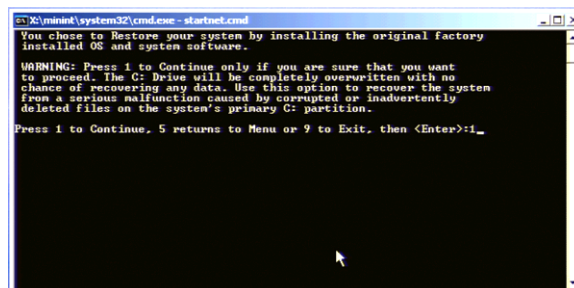 X:\minint\system32\cmd.exe - startnet.cmd
You chose to Restore your system by installing the original factory
installed OS and system software.
WARNING: Press 1 to Continue only if you are sure that you want
to proceed. The C: Drive will be completely overwritten with no
chance of recovering any data. Use this option to recover the system
from a serious malfunction caused by corrupted or inadvertently
deleted files on the system's primary C: partition.
Press 1 to Continue, 5 returns to Menu or 9 to Exit, then <Enter>:1_